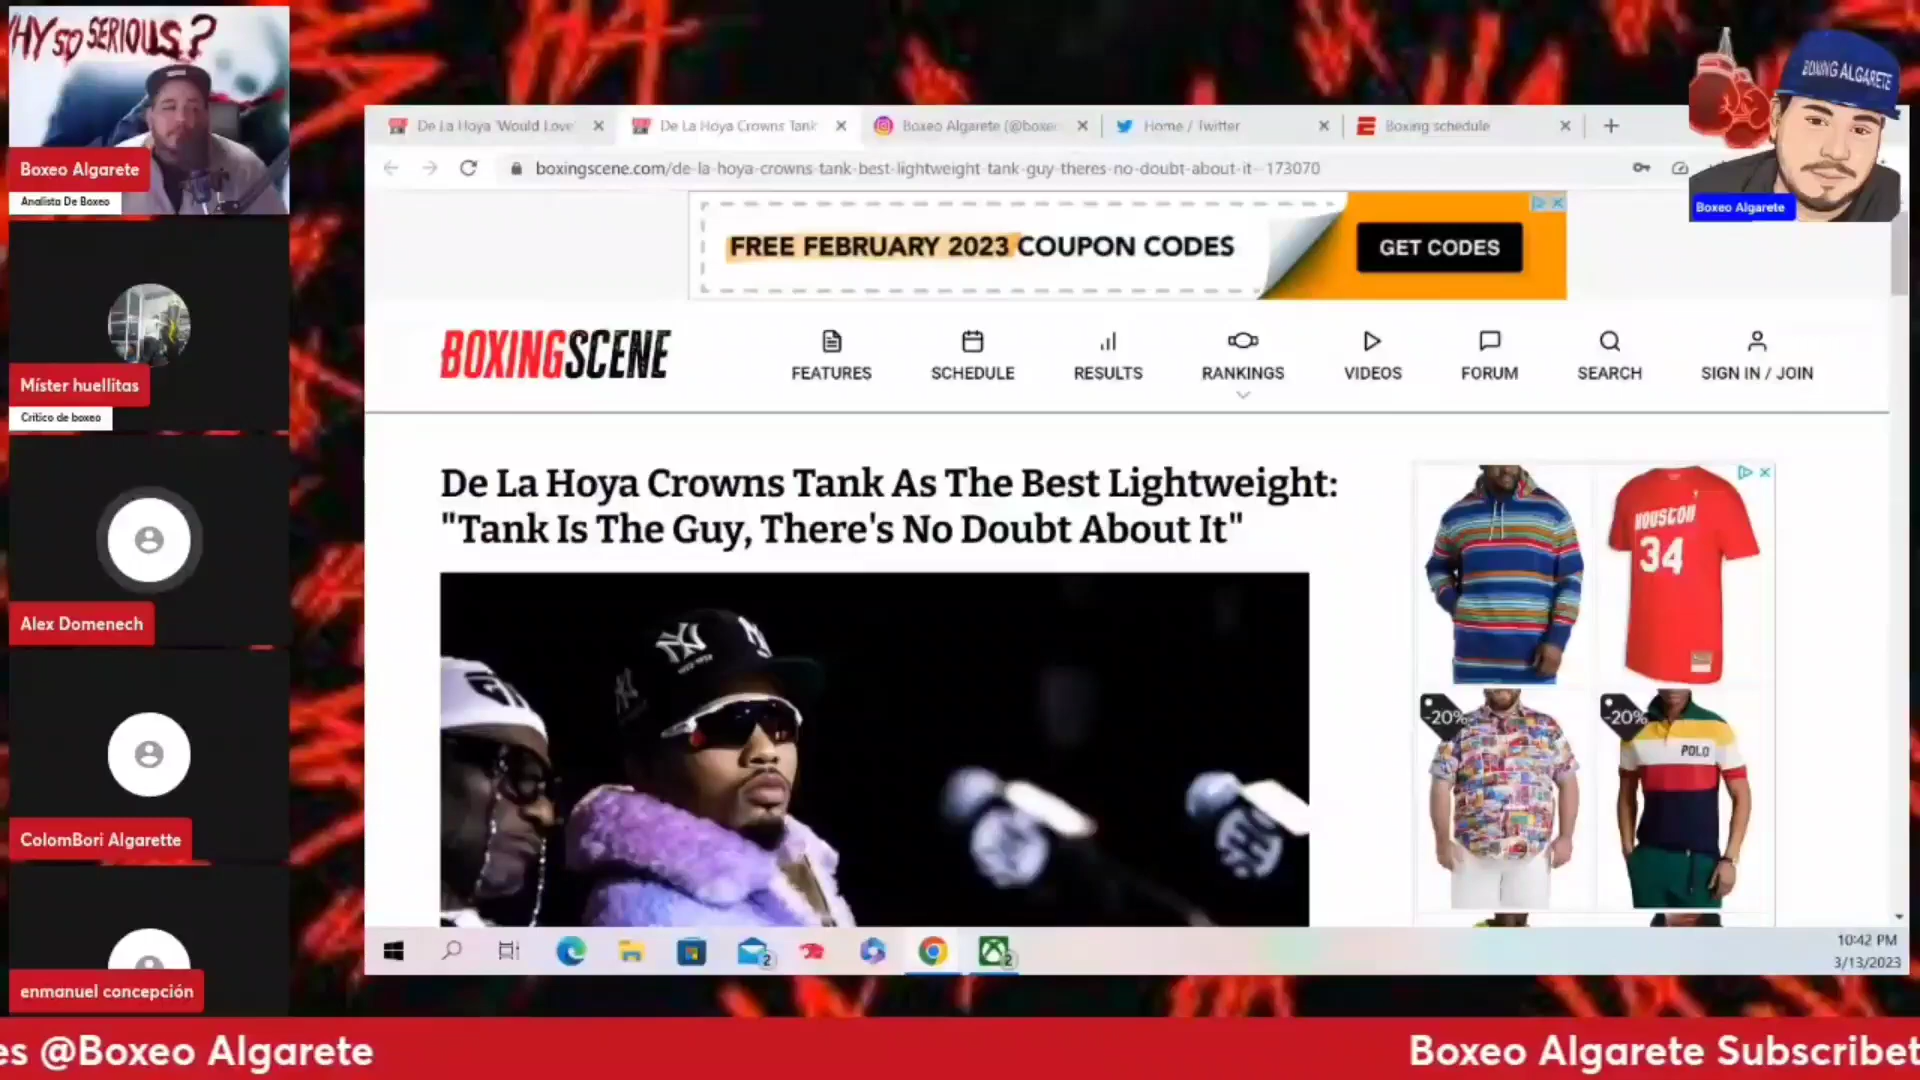 HY SO SERIOUS?
Boxeo Algarete
Analista De Boxeo
Míster huellitas
Crítico de boxeo
Alex Domenech
ColomBori Algarette
enmanuel concepción
De La Hoya 'Would Love'
De La Hoya Crowns Tank
Boxeo Algarete (@boxeo
Home / Twitter
Boxing schedule
boxingscene.com/de-la-hoya-crowns-tank-best-lightweight-tank-guy-theres-no-doubt-about-it--173070
BOXING ALGARETE
Boxeo Algarete
FREE FEBRUARY 2023 COUPON CODES
GET CODES
BOXINGSCENE
FEATURES
SCHEDULE
RESULTS
RANKINGS
VIDEOS
FORUM
SEARCH
SIGN IN / JOIN
De La Hoya Crowns Tank As The Best Lightweight:
"Tank Is The Guy, There's No Doubt About It"
NY
HOUSTON
34
-20%
-20%
POLO
2
2
10:42 PM
3/13/2023
es @Boxeo Algarete
Boxeo Algarete Subscribet